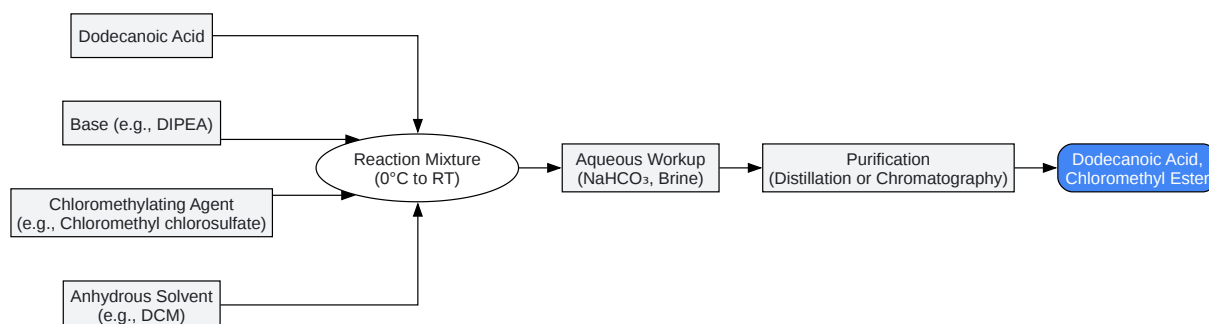 Dodecanoic Acid
Base (e.g., DIPEA)
Chloromethylating Agent
(e.g., Chloromethyl chlorosulfate)
Anhydrous Solvent
(e.g., DCM)
Reaction Mixture
(0°C to RT)
Aqueous Workup
(NaHCO₃, Brine)
Purification
(Distillation or Chromatography)
Dodecanoic Acid,
Chloromethyl Ester